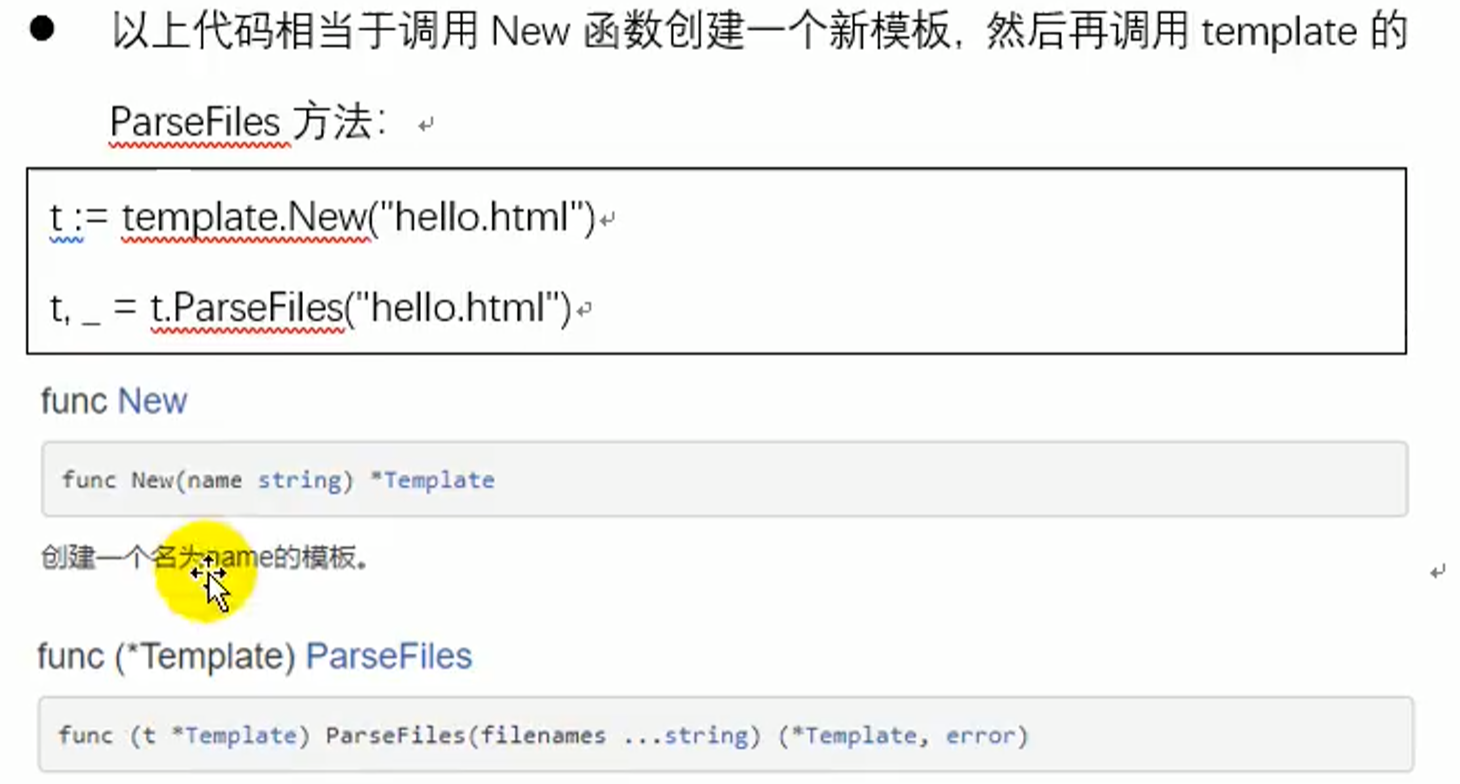 ● 以上代码相当于调用 New 函数创建一个新模板，然后再调用 template 的
ParseFiles 方法：
t := template.New("hello.html")
t, _ = t.ParseFiles("hello.html")
func New
func New(name string) *Template
创建一个名为name的模板。
func (*Template) ParseFiles
func (t *Template) ParseFiles(filenames ...string) (*Template, error)